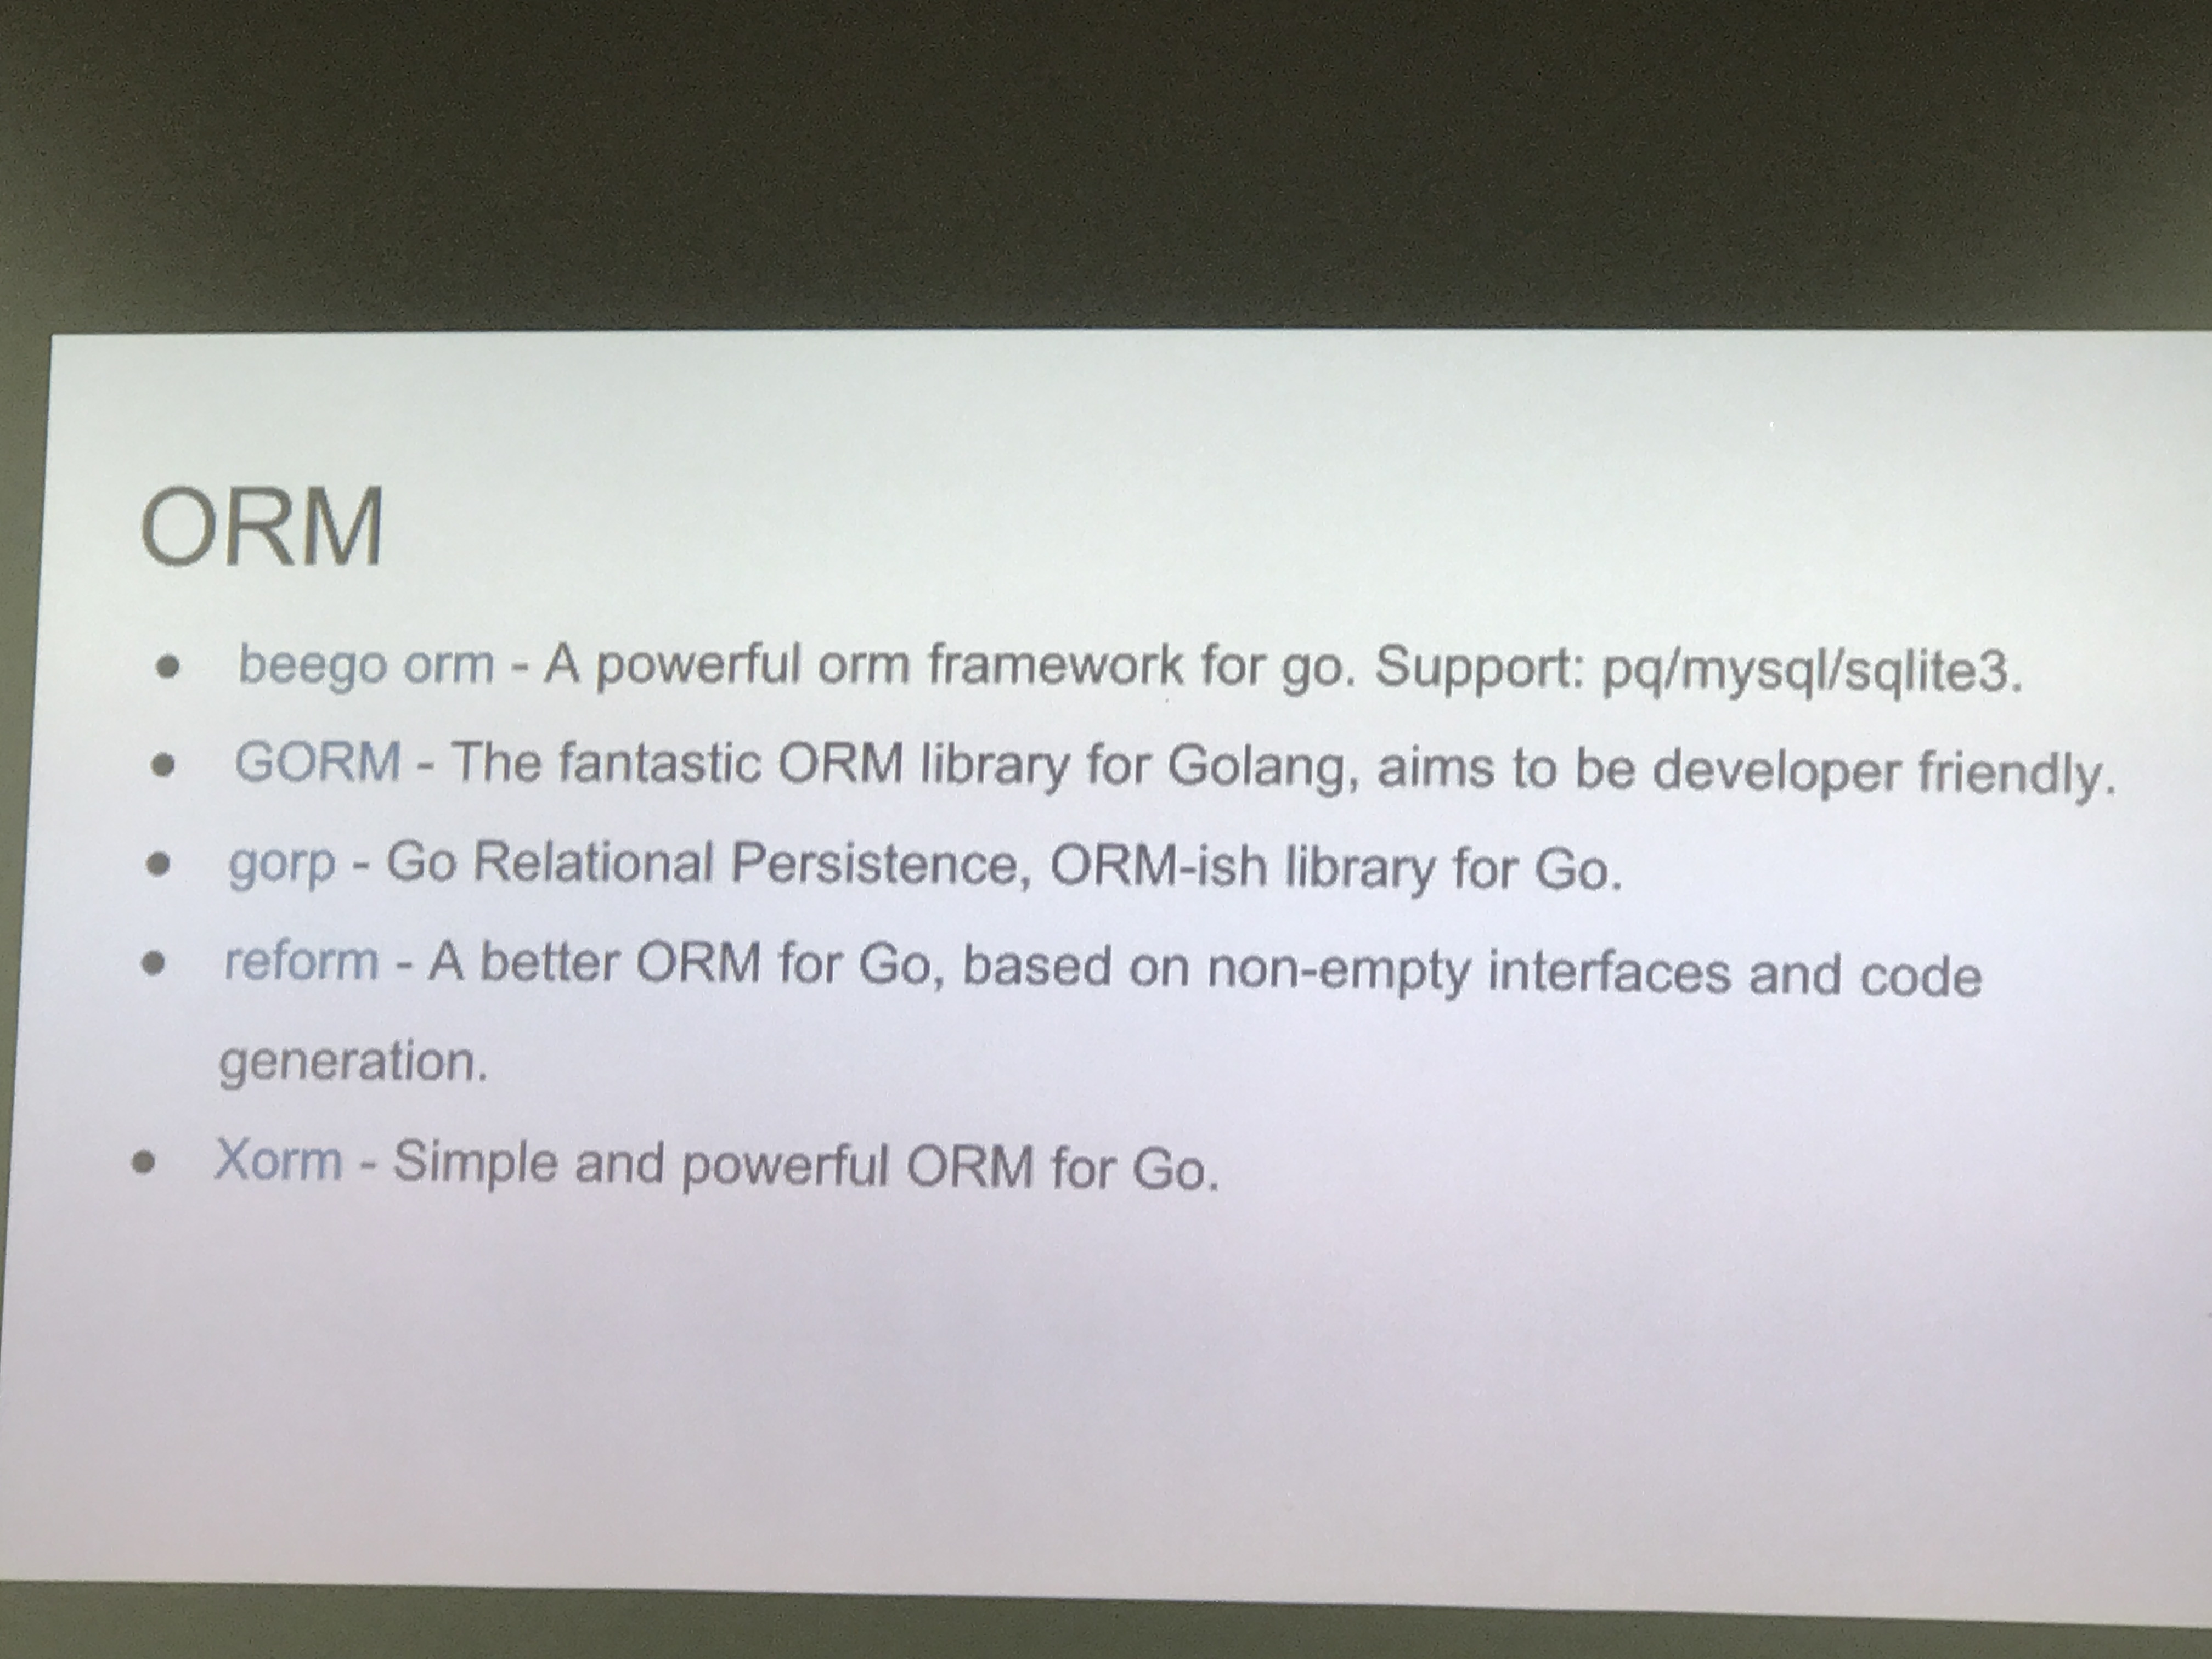 ORM
● beego orm - A powerful orm framework for go. Support: pq/mysql/sqlite3.
● GORM - The fantastic ORM library for Golang, aims to be developer friendly.
● gorp - Go Relational Persistence, ORM-ish library for Go.
● reform - A better ORM for Go, based on non-empty interfaces and code
generation.
● Xorm - Simple and powerful ORM for Go.